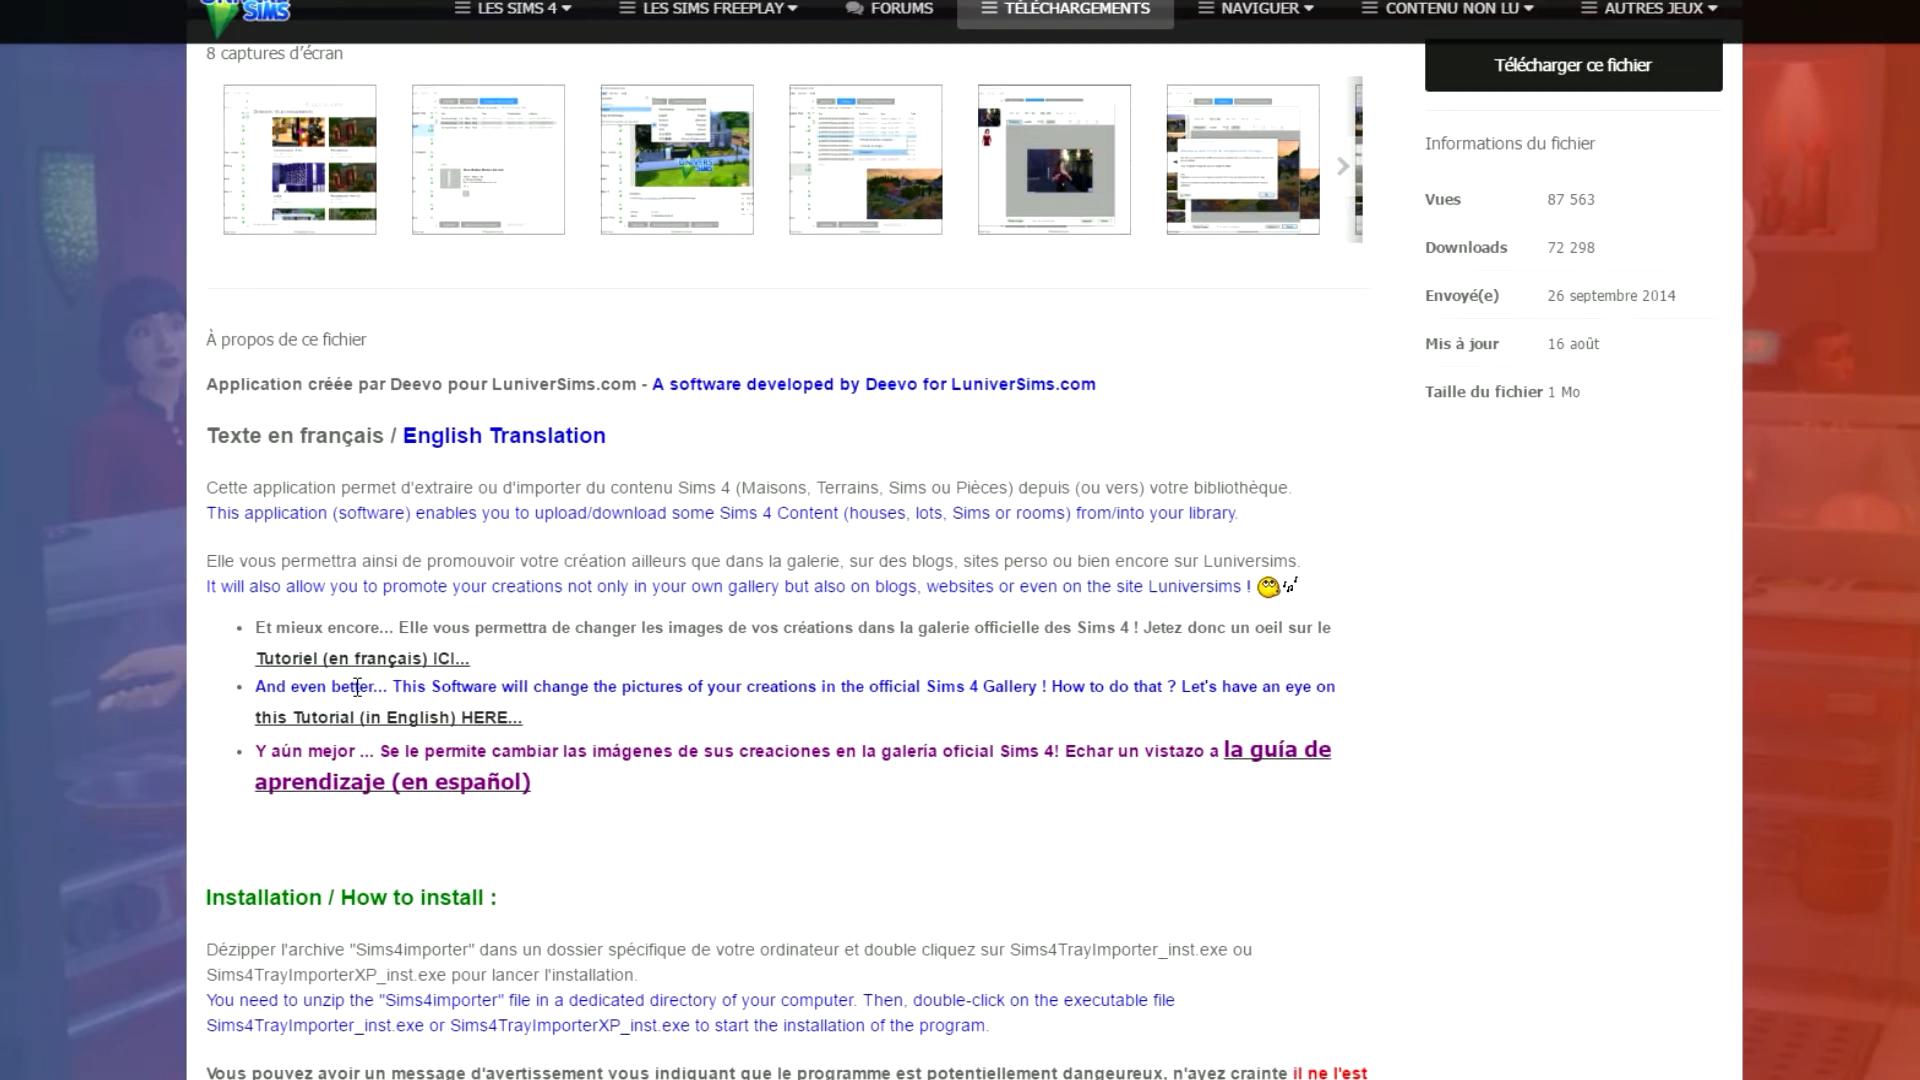 SIMS
LES SIMS 4
LES SIMS FREEPLAY
FORUMS
TÉLÉCHARGEMENTS
NAVIGUER
CONTENU NON LU
AUTRES JEUX
8 captures d'écran
Télécharger ce fichier
Informations du fichier
Vues 87 563
Downloads 72 298
Envoyé(e) 26 septembre 2014
Mis à jour 16 août
Taille du fichier 1 Mo
À propos de ce fichier
Application créée par Deevo pour LuniverSims.com - A software developed by Deevo for LuniverSims.com
Texte en français / English Translation
Cette application permet d'extraire ou d'importer du contenu Sims 4 (Maisons, Terrains, Sims ou Pièces) depuis (ou vers) votre bibliothèque.
This application (software) enables you to upload/download some Sims 4 Content (houses, lots, Sims or rooms) from/into your library.
Elle vous permettra ainsi de promouvoir votre création ailleurs que dans la galerie, sur des blogs, sites perso ou bien encore sur Luniversims.
It will also allow you to promote your creations not only in your own gallery but also on blogs, websites or even on the site Luniversims !
• Et mieux encore... Elle vous permettra de changer les images de vos créations dans la galerie officielle des Sims 4 ! Jetez donc un oeil sur le
Tutoriel (en français) ICI...
• And even better... This Software will change the pictures of your creations in the official Sims 4 Gallery ! How to do that ? Let's have an eye on
this Tutorial (in English) HERE...
• Y aún mejor ... Se le permite cambiar las imágenes de sus creaciones en la galería oficial Sims 4! Echar un vistazo a la guía de
aprendizaje (en español)
Installation / How to install :
Dézipper l'archive "Sims4importer" dans un dossier spécifique de votre ordinateur et double cliquez sur Sims4TrayImporter_inst.exe ou
Sims4TrayImporterXP_inst.exe pour lancer l'installation.
You need to unzip the "Sims4importer" file in a dedicated directory of your computer. Then, double-click on the executable file
Sims4TrayImporter_inst.exe or Sims4TrayImporterXP_inst.exe to start the installation of the program.
Vous pouvez avoir un message d'avertissement vous indiquant que le programme est potentiellement dangeureux, n'ayez crainte il ne l'est